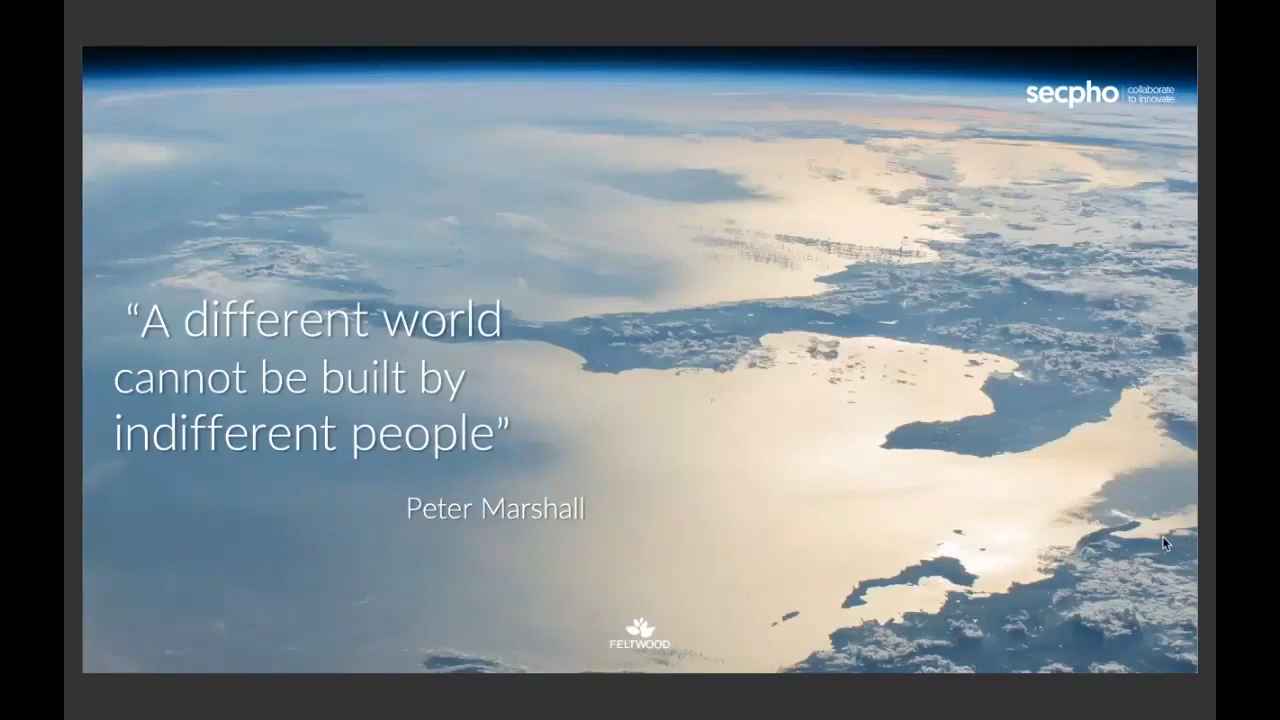 secpho
collaborate
to innovate
“A different world
cannot be built by
indifferent people”
Peter Marshall
FELTWOOD